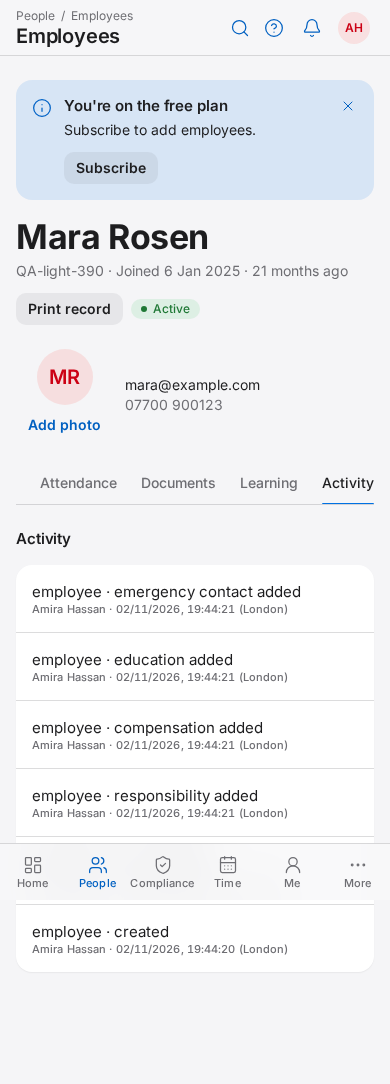 People / Employees
Employees
AH
You're on the free plan
Subscribe to add employees.
Subscribe
Mara Rosen
QA-light-390 · Joined 6 Jan 2025 · 21 months ago
Print record
Active
MR
Add photo
mara@example.com
07700 900123
Attendance Documents Learning Activity
Activity
employee · emergency contact added
Amira Hassan · 02/11/2026, 19:44:21 (London)
employee · education added
Amira Hassan · 02/11/2026, 19:44:21 (London)
employee · compensation added
Amira Hassan · 02/11/2026, 19:44:21 (London)
employee · responsibility added
Amira Hassan · 02/11/2026, 19:44:21 (London)
Home People Compliance Time Me More
employee · created
Amira Hassan · 02/11/2026, 19:44:20 (London)